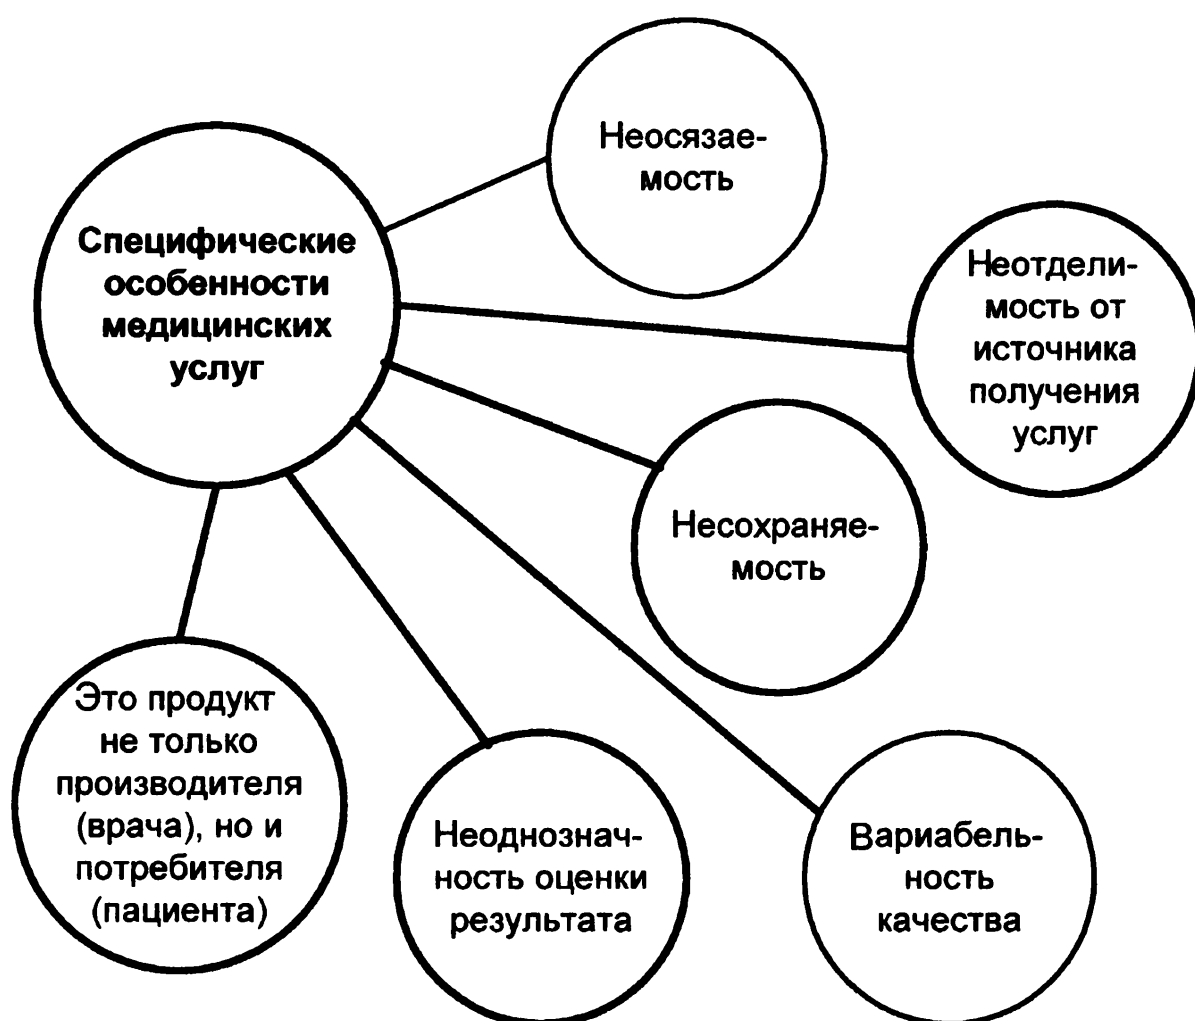 Специфические
особенности
медицинских
услуг
Неосязае-
мость
Неотдели-
мость от
источника
получения
услуг
Несохраняе-
мость
Это продукт
не только
производителя
(врача), но и
потребителя
(пациента)
Неоднознач-
ность оценки
результата
Вариабель-
ность
качества